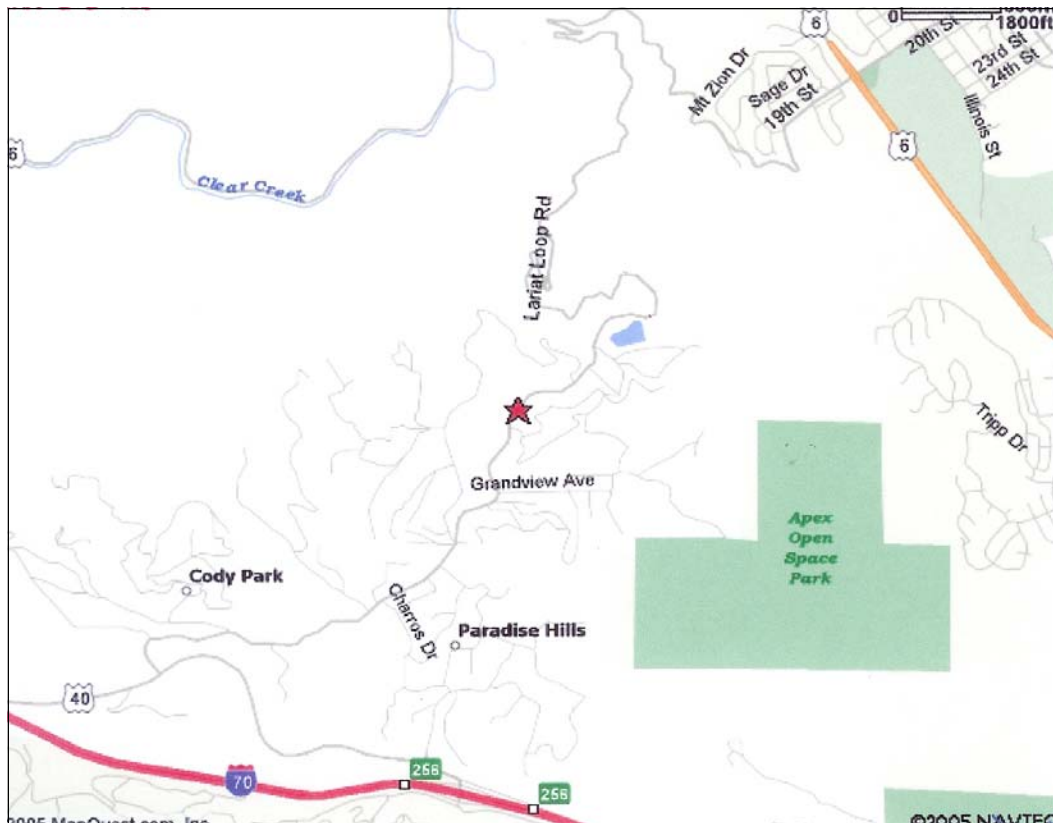 6
0
1800ft
20th St
23rd St
24th St
Mt Zion Dr
Sage Dr
19th St
Illinois St
6
6
Clear Creek
Lariat Loop Rd
Tripp Dr
Grandview Ave
Apex
Open
Space
Park
Cody Park
Charros Dr
Paradise Hills
40
70
256
256
2005 MapQuest.com, Inc
©2005 NAVTEQ